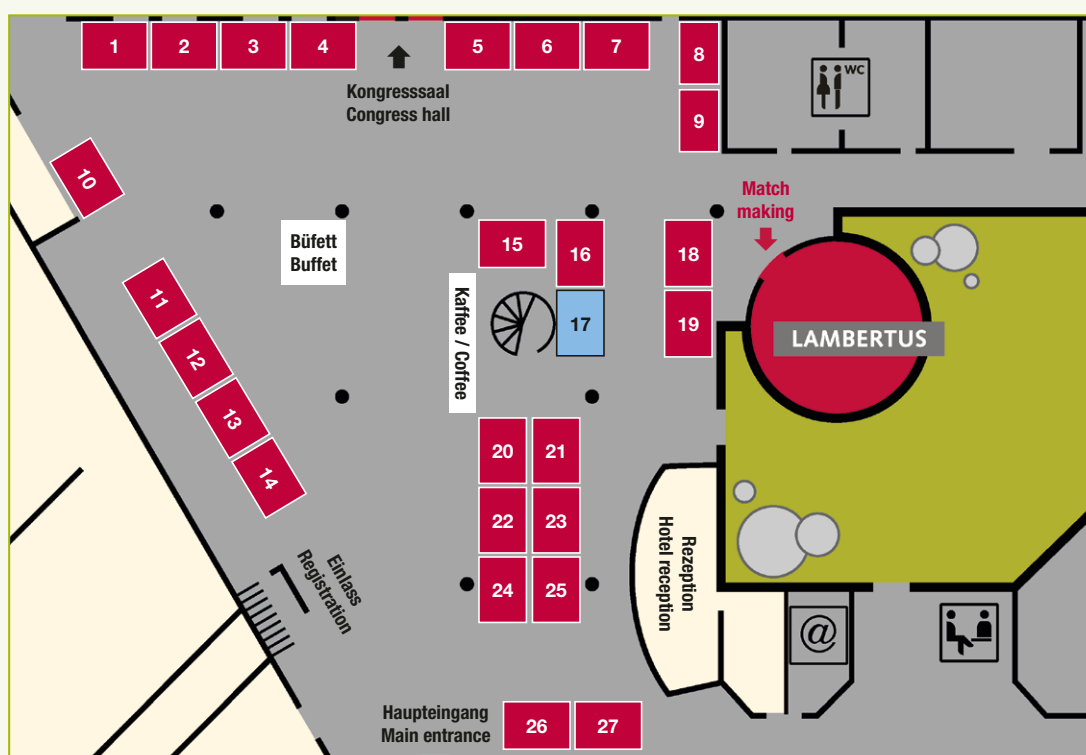 1
2
3
4
5
6
7
8
9
WC
Kongresssaal
Congress hall
10
Match
making
Büfett
Buffet
15
16
18
11
17
19
Kaffee / Coffee
LAMBERTUS
12
13
14
20
21
22
23
24
25
Einlass
Registration
Rezeption
Hotel reception
@
Haupteingang
Main entrance
26
27